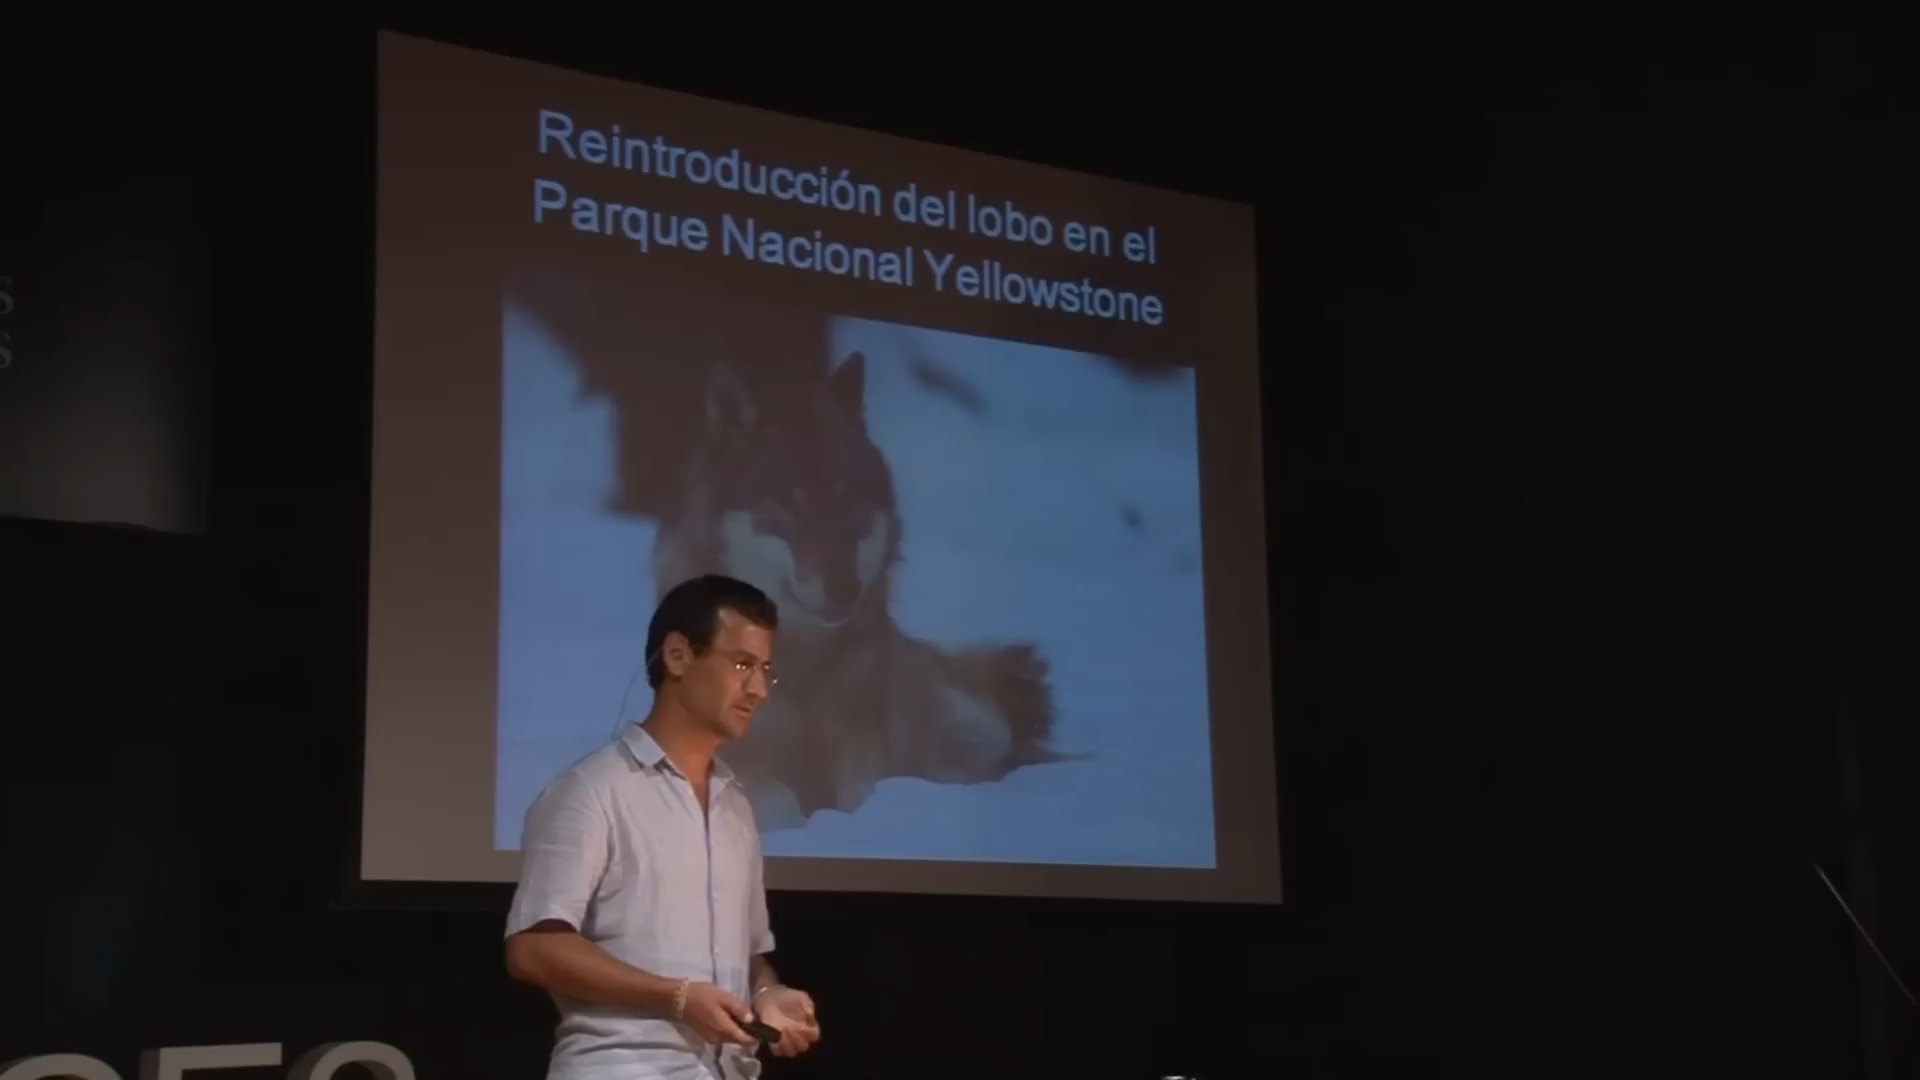 Reintroducción del lobo en el
Parque Nacional Yellowstone
S
S